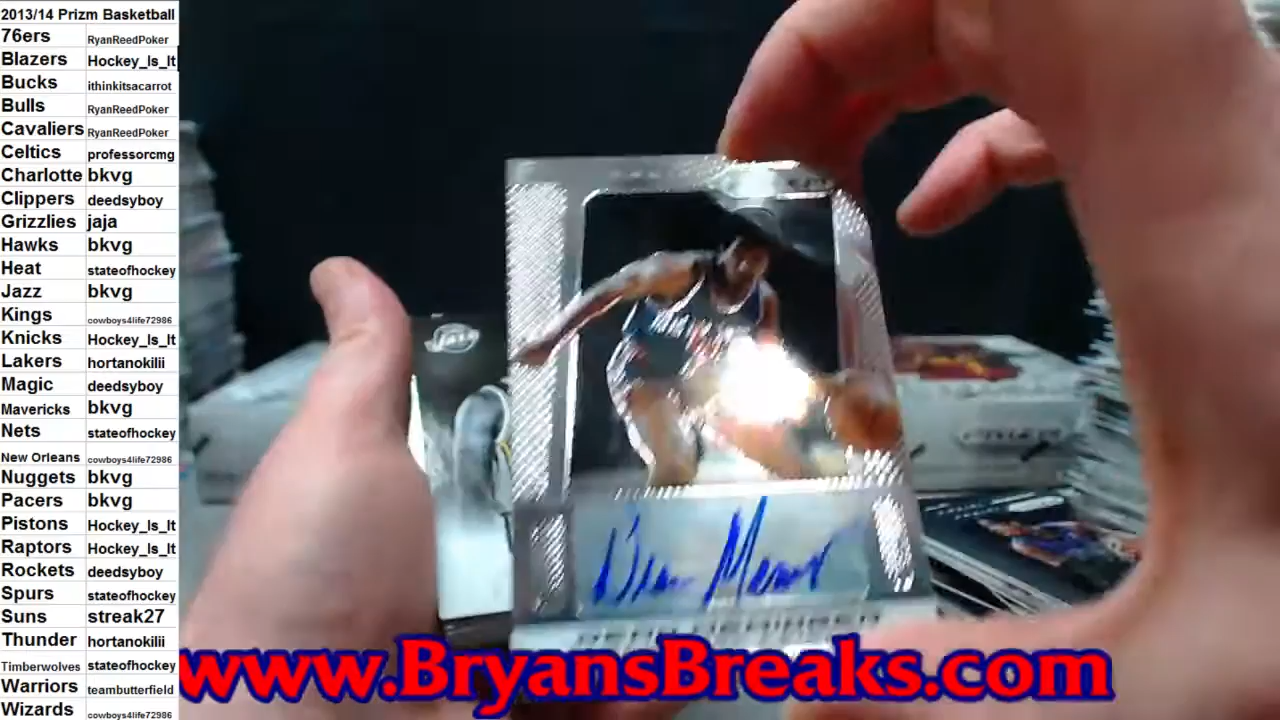 2013/14 Prizm Basketball
76ers RyanReedPoker
Blazers Hockey_Is_It
Bucks ithinkitsacarrot
Bulls RyanReedPoker
Cavaliers RyanReedPoker
Celtics professorcmg
Charlotte bkvg
Clippers deedsyboy
Grizzlies jaja
Hawks bkvg
Heat stateofhockey
Jazz bkvg
Kings cowboys4life72986
Knicks Hockey_Is_It
Lakers hortanokilii
Magic deedsyboy
Mavericks bkvg
Nets stateofhockey
New Orleans cowboys4life72986
Nuggets bkvg
Pacers bkvg
Pistons Hockey_Is_It
Raptors Hockey_Is_It
Rockets deedsyboy
Spurs stateofhockey
Suns streak27
Thunder hortanokilii
Timberwolves stateofhockey
Warriors teambutterfield
Wizards cowboys4life72986
www.BryansBreaks.com